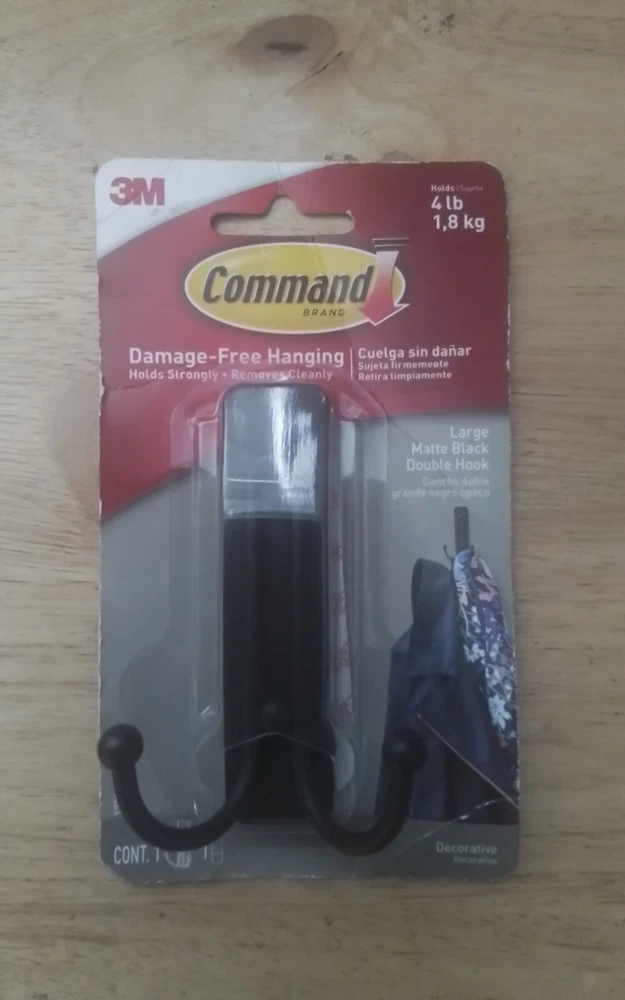 3M
Holds | Sujeta
4 lb
1,8 kg
Command
BRAND
Damage-Free Hanging
Holds Strongly • Removes Cleanly
Cuelga sin dañar
Sujeta firmemente
Retira limpiamente
Large
Matte Black
Double Hook
Gancho doble
grande negro opaco
CONT. 1 1
Decorative
Decorativo